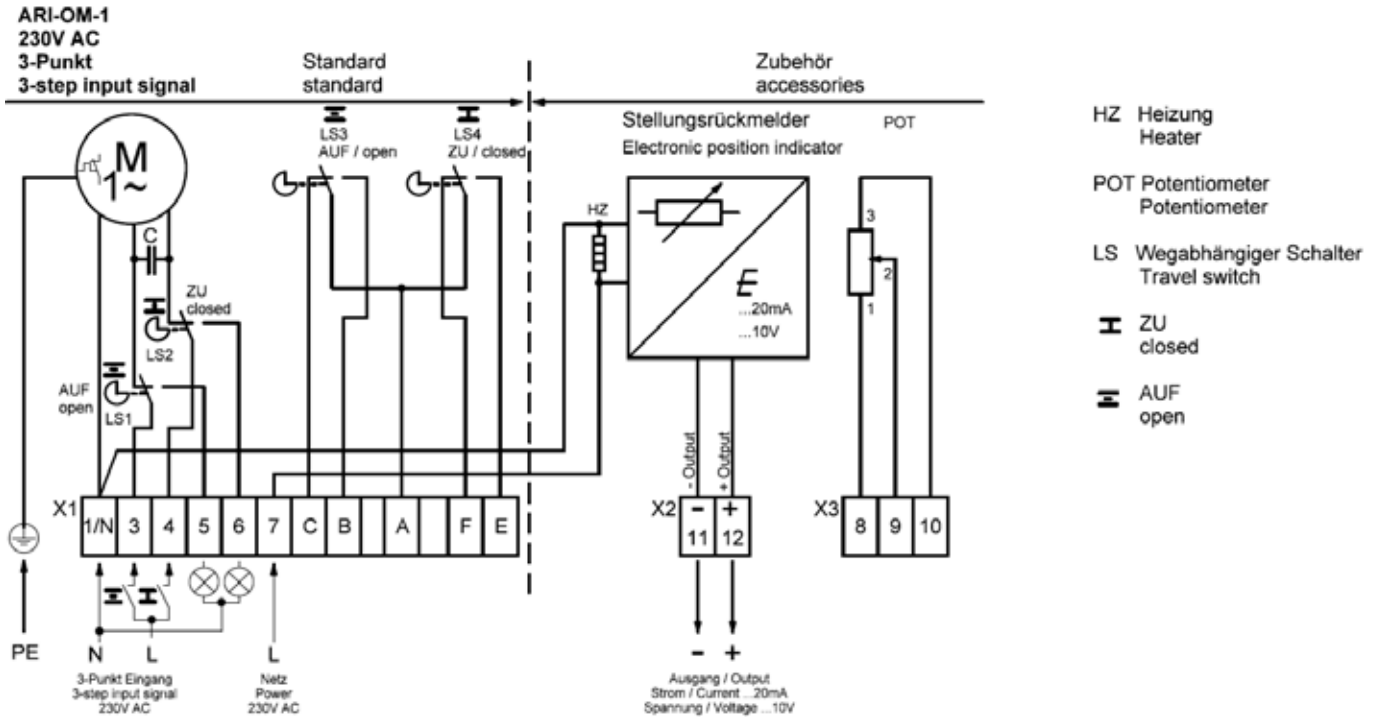 ARI-OM-1
230V AC
3-Punkt
3-step input signal
Standard
standard
Zubehör
accessories
LS3
AUF / open
LS4
ZU / closed
Stellungsrückmelder
Electronic position indicator
POT
M
1~
C
ZU
closed
LS2
AUF
open
LS1
HZ
E
...20mA
...10V
3
2
1
- Output
+ Output
X1
1/N
3
4
5
6
7
C
B
A
F
E
X2
-
+
11
12
X3
8
9
10
PE
N
L
3-Punkt Eingang
3-step input signal
230V AC
L
Netz
Power
230V AC
-
+
Ausgang / Output
Strom / Current ...20mA
Spannung / Voltage ...10V
HZ Heizung
Heater
POT Potentiometer
Potentiometer
LS Wegabhängiger Schalter
Travel switch
ZU
closed
AUF
open